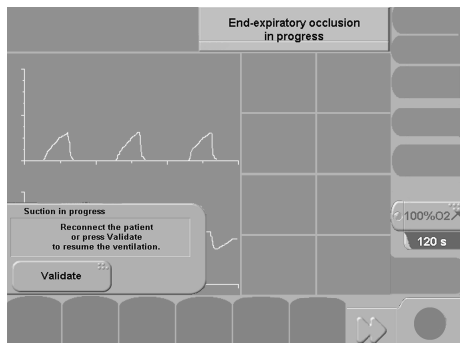 End-expiratory occlusion
in progress
Suction in progress
Reconnect the patient
or press Validate
to resume the ventilation.
Validate
100%O2
120 s